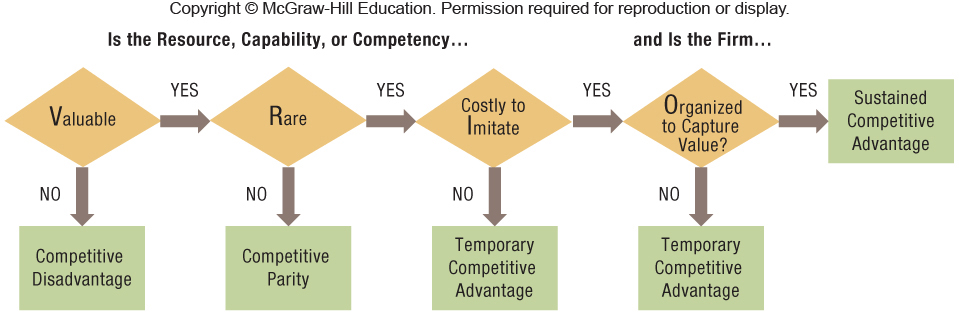 Copyright © McGraw-Hill Education. Permission required for reproduction or display.
Is the Resource, Capability, or Competency...
and Is the Firm...
Valuable
YES
Rare
YES
Costly to
Imitate
YES
Organized
to Capture
Value?
YES
Sustained
Competitive
Advantage
NO
NO
NO
NO
Competitive
Disadvantage
Competitive
Parity
Temporary
Competitive
Advantage
Temporary
Competitive
Advantage